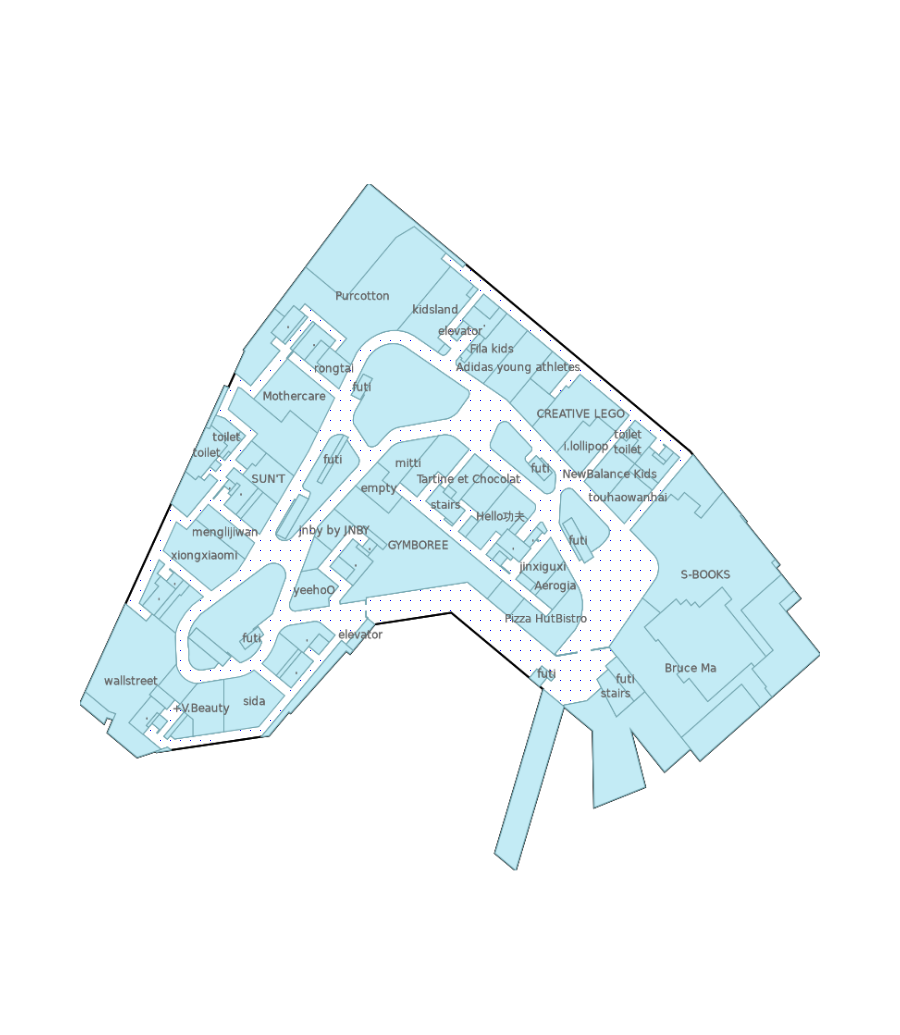 Purcotton
kidsland
elevator
Fila kids
rongtai
Adidas young athletes
futi
Mothercare
CREATIVE LEGO
toilet
toilet
i.lollipop
toilet
toilet
mitti
futi
futi
NewBalance Kids
SUN'T
Tartine et Chocolat
empty
touhaowanhai
stairs
Hello功夫
menglijiwan
jnby by JNBY
futi
GYMBOREE
xiongxiaomi
jinxiguxi
S-BOOKS
yeehoO
Aerogia
Pizza HutBistro
futi
elevator
Bruce Ma
futi
futi
wallstreet
stairs
sida
+V.Beauty